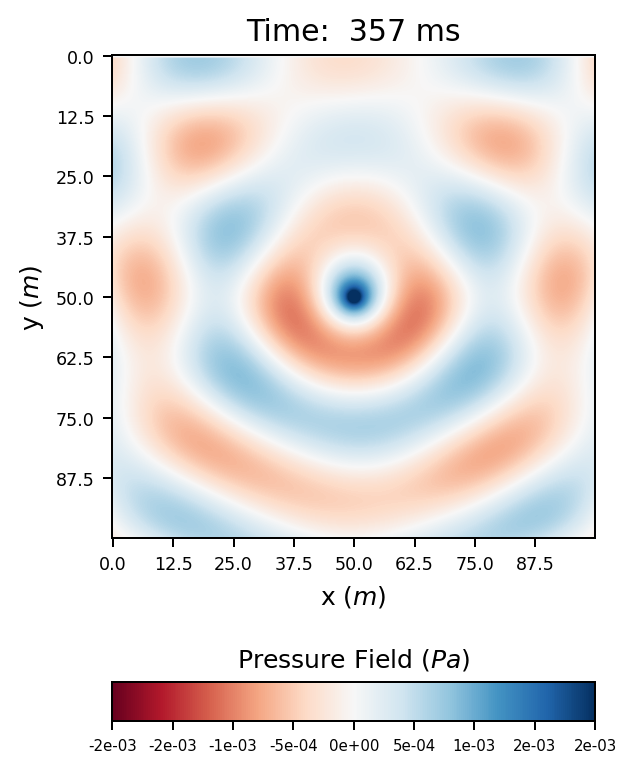 Time: 357 ms
0.0
12.5
25.0
37.5
50.0
62.5
75.0
87.5
y (m)
0.0 12.5 25.0 37.5 50.0 62.5 75.0 87.5
x (m)
Pressure Field (Pa)
-2e-03 -2e-03 -1e-03 -5e-04 0e+00 5e-04 1e-03 2e-03 2e-03